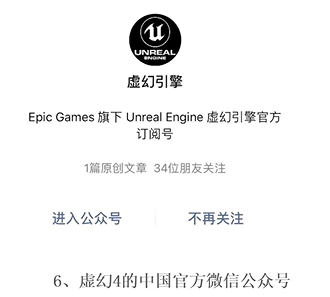 UNREAL
ENGINE
虚幻引擎
Epic Games 旗下 Unreal Engine 虚幻引擎官方
订阅号
1篇原创文章 34位朋友关注
进入公众号 不再关注
6、虚幻4的中国官方微信公众号